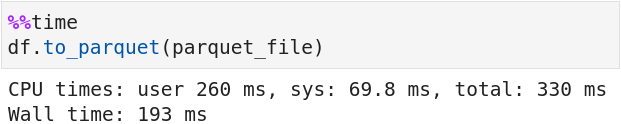 %%time
df.to_parquet(parquet_file)
CPU times: user 260 ms, sys: 69.8 ms, total: 330 ms
Wall time: 193 ms